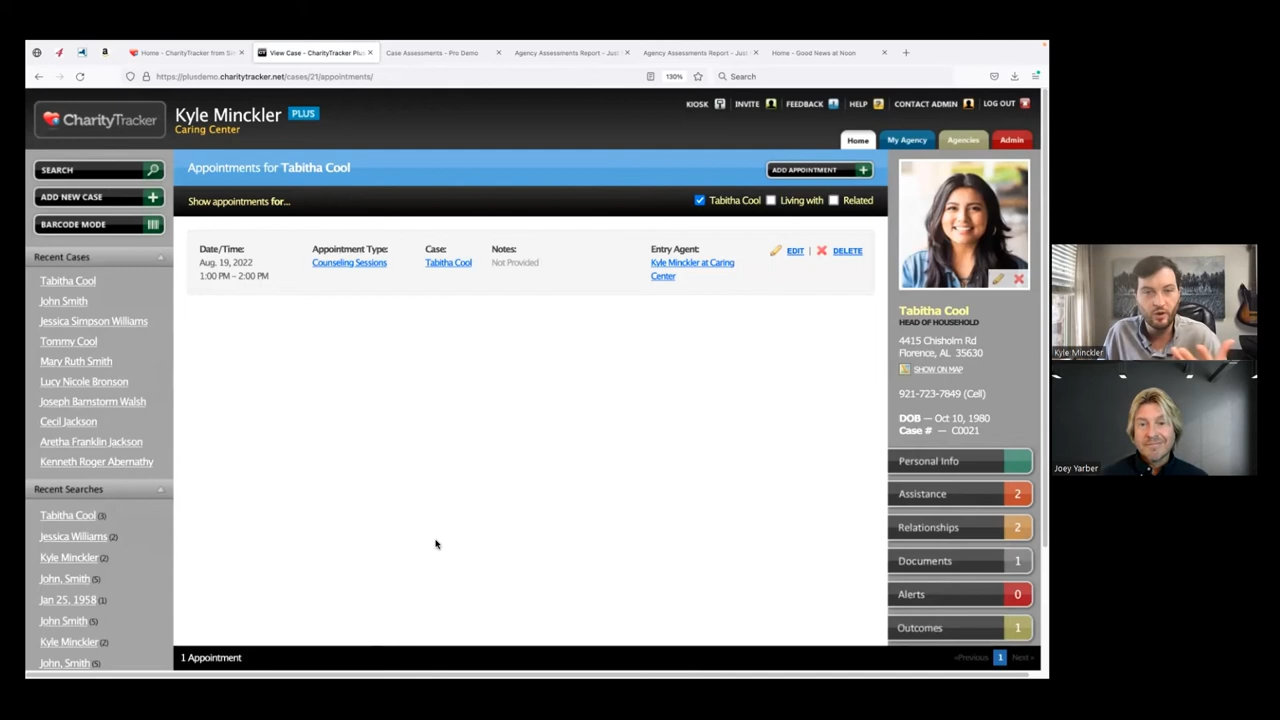 Home - CharityTracker from Sim
View Case - CharityTracker Plus
Case Assessments - Pro Demo
Agency Assessments Report - Just
Agency Assessments Report - Just
Home - Good News at Noon
https://plusdemo.charitytracker.net/cases/21/appointments/
130%
Search
CharityTracker
Kyle Minckler PLUS
Caring Center
KIOSK INVITE FEEDBACK HELP CONTACT ADMIN LOG OUT
Home My Agency Agencies Admin
SEARCH
ADD NEW CASE
BARCODE MODE
Recent Cases
Tabitha Cool
John Smith
Jessica Simpson Williams
Tommy Cool
Mary Ruth Smith
Lucy Nicole Bronson
Joseph Barnstorm Walsh
Cecil Jackson
Aretha Franklin Jackson
Kenneth Roger Abernathy
Recent Searches
Tabitha Cool (3)
Jessica Williams (2)
Kyle Minckler (2)
John, Smith (5)
Jan 25, 1958 (1)
John Smith (5)
Kyle Minckler (2)
John, Smith (5)
Appointments for Tabitha Cool
ADD APPOINTMENT
Show appointments for...
Tabitha Cool Living with Related
Date/Time:
Aug. 19, 2022
1:00 PM – 2:00 PM
Appointment Type:
Counseling Sessions
Case:
Tabitha Cool
Notes:
Not Provided
Entry Agent:
Kyle Minckler at Caring
Center
EDIT | DELETE
1 Appointment
«Previous 1 Next»
Tabitha Cool
HEAD OF HOUSEHOLD
4415 Chisholm Rd
Florence, AL 35630
SHOW ON MAP
921-723-7849 (Cell)
DOB — Oct 10, 1980
Case # — C0021
Personal Info
Assistance 2
Relationships 2
Documents 1
Alerts 0
Outcomes 1
Kyle Minckler
Joey Yarber